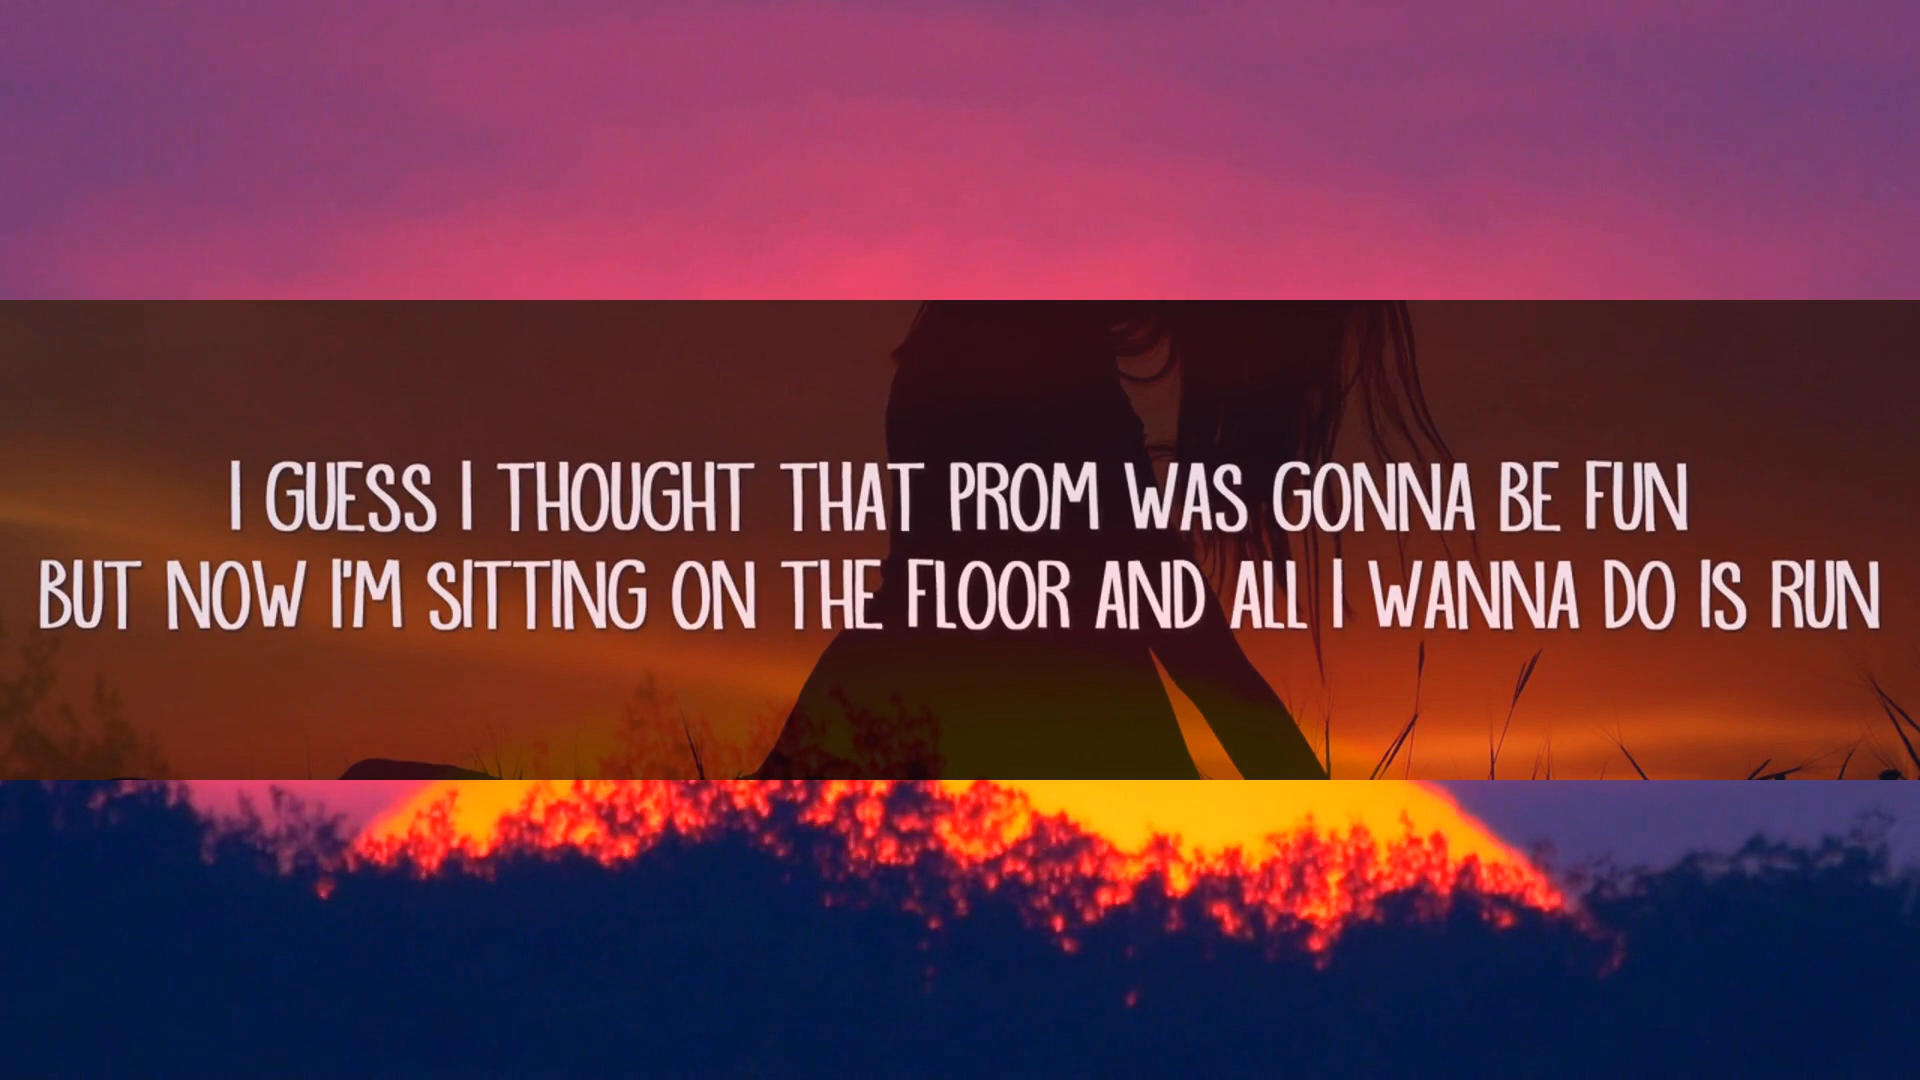 I GUESS I THOUGHT THAT PROM WAS GONNA BE FUN
BUT NOW I'M SITTING ON THE FLOOR AND ALL I WANNA DO IS RUN